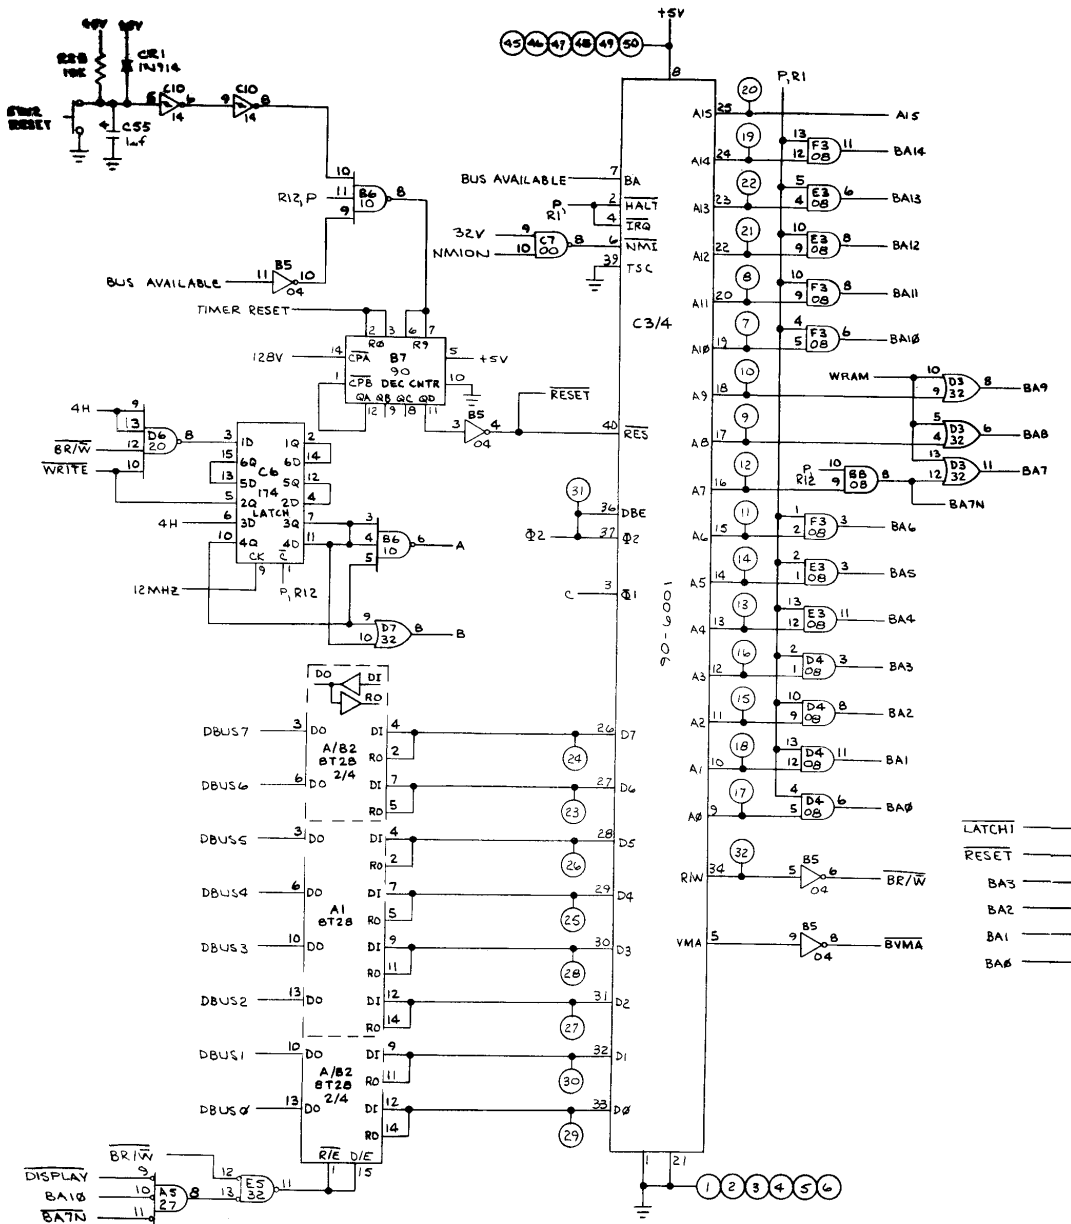 +5V +5V
R28 10K
CR1 1N914
SW2 RESET
C10 C10
5 6 9 8
14 14
+ C55 1uf
+5V
45 46 47 48 49 50
8
P, R1
A15 25 20 A15
A14 24 19 13 12 F3 08 11 BA14
BUS AVAILABLE 7 BA
A13 23 22 5 4 E3 08 6 BA13
P, R1 2 HALT
4 IRQ
32V 9
NMION 10 C7 00 8 6 NMI
39 TSC
A12 22 21 10 9 E3 08 8 BA12
A11 20 8 10 9 F3 08 8 BA11
A10 19 7 4 5 F3 08 6 BA10
C3/4
10
R12, P 11 B6 10 8
9
BUS AVAILABLE 11 B5 04 10
TIMER RESET
2 3 6 7
R0 R9
128V 14 CPA B7 90 5 +5V
1 CPB DEC CNTR 10
QA QB QC QD
12 9 8 11
3 B5 04 4
RESET
40 RES
WRAM
A9 18 10 10 9 D3 32 8 BA9
A8 17 9 5 4 D3 32 6 BA8
A7 16 12 P, R12 10 9 B8 08 8 13 12 D3 32 11 BA7
BA7N
4H 9
13
BR/W 12 D6 20 8
WRITE 10
3 1D 1Q 2
15 6Q 6D 14
13 5D C6 5Q 12
5 2Q 174 2D 4
LATCH
4H 6 3D 3Q 7
10 4Q 4D 11
CK C
9 1
12MHZ
P, R12
3 4 5 B6 10 6 A
9 10 D7 32 8 B
31
36 DBE
Φ2 37 Φ2
C 3 Φ1
90-6001
A6 15 11 1 2 F3 08 3 BA6
A5 14 14 2 1 E3 08 3 BA5
A4 13 13 13 12 E3 08 11 BA4
A3 12 16 2 1 D4 08 3 BA3
A2 11 15 10 9 D4 08 8 BA2
A1 10 18 13 12 D4 08 11 BA1
A0 9 17 4 5 D4 08 6 BA0
R/W 34 32 5 B5 04 6 BR/W
VMA 5 9 B5 04 8 BVMA
DO DI
RO
DBUS7 3 DO DI 4 26 D7
A/B2 8T28 2/4
RO 2 24
DBUS6 6 DO DI 7 27 D6
RO 5 23
DBUS5 3 DO DI 4 28 D5
RO 2 26
DBUS4 6 DO DI 7 29 D4
A1 8T28
RO 5 25
DBUS3 10 DO DI 9 30 D3
RO 11 28
DBUS2 13 DO DI 12 31 D2
RO 14 27
DBUS1 10 DO DI 9 32 D1
A/B2 8T28 2/4
RO 11 30
DBUS0 13 DO DI 12 33 D0
RO 14 29
R/E D/E
1 15
BR/W
DISPLAY 9
BA10 10 A5 27 8
BA7N 11
12 13 E5 32 11
1 21
1 2 3 4 5 6
LATCH1
RESET
BA3
BA2
BA1
BA0